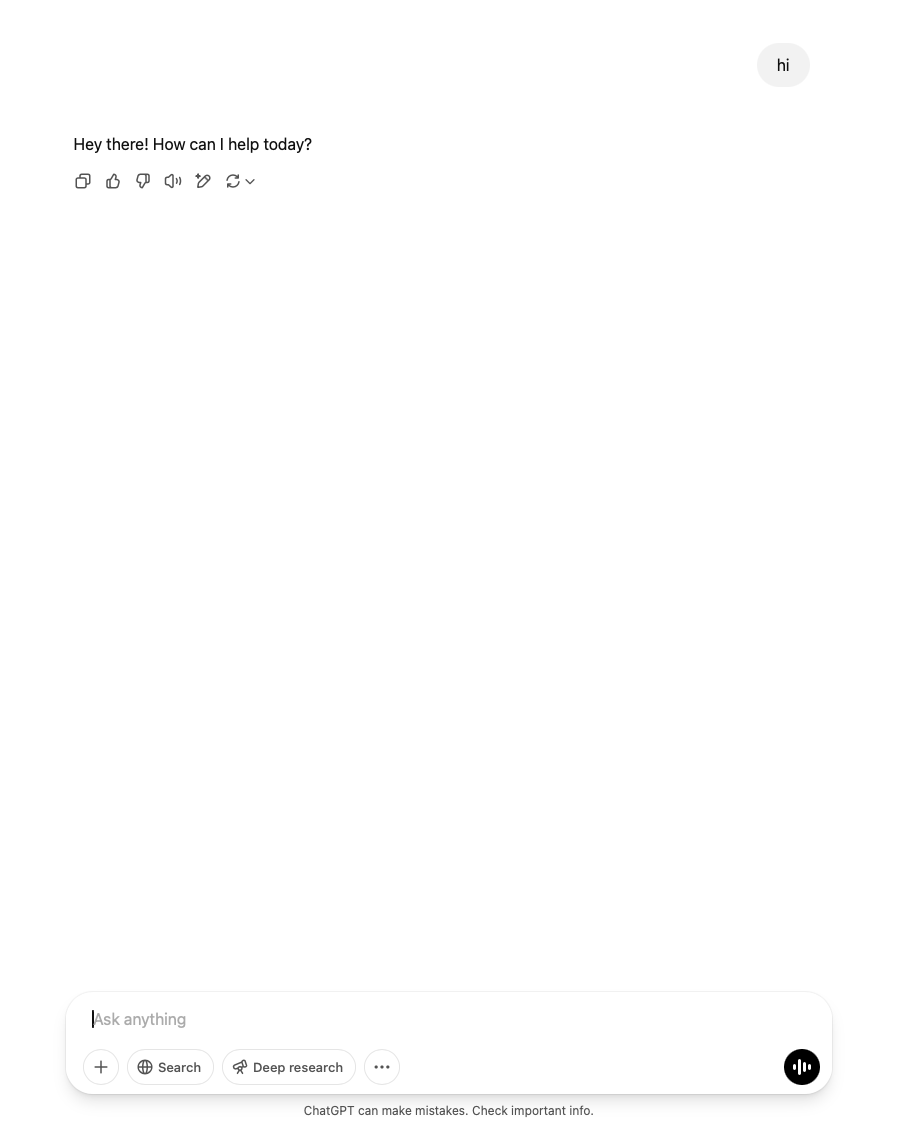 hi
Hey there! How can I help today?
Ask anything
Search
Deep research
ChatGPT can make mistakes. Check important info.